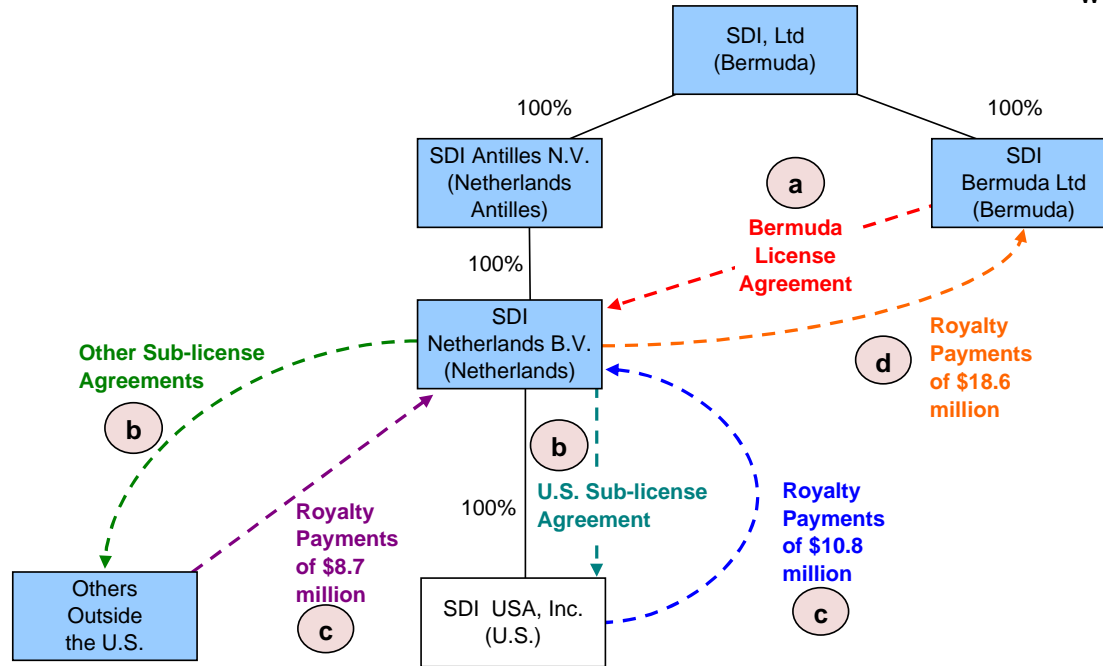 SDI, Ltd
(Bermuda)
100%
100%
SDI Antilles N.V.
(Netherlands
Antilles)
SDI
Bermuda Ltd
(Bermuda)
a
Bermuda
License
Agreement
100%
SDI
Netherlands B.V.
(Netherlands)
Royalty
Payments
of $18.6
million
d
Other Sub-license
Agreements
b
b
U.S. Sub-license
Agreement
100%
Royalty
Payments
of $10.8
million
c
Royalty
Payments
of $8.7
million
c
Others
Outside
the U.S.
SDI USA, Inc.
(U.S.)